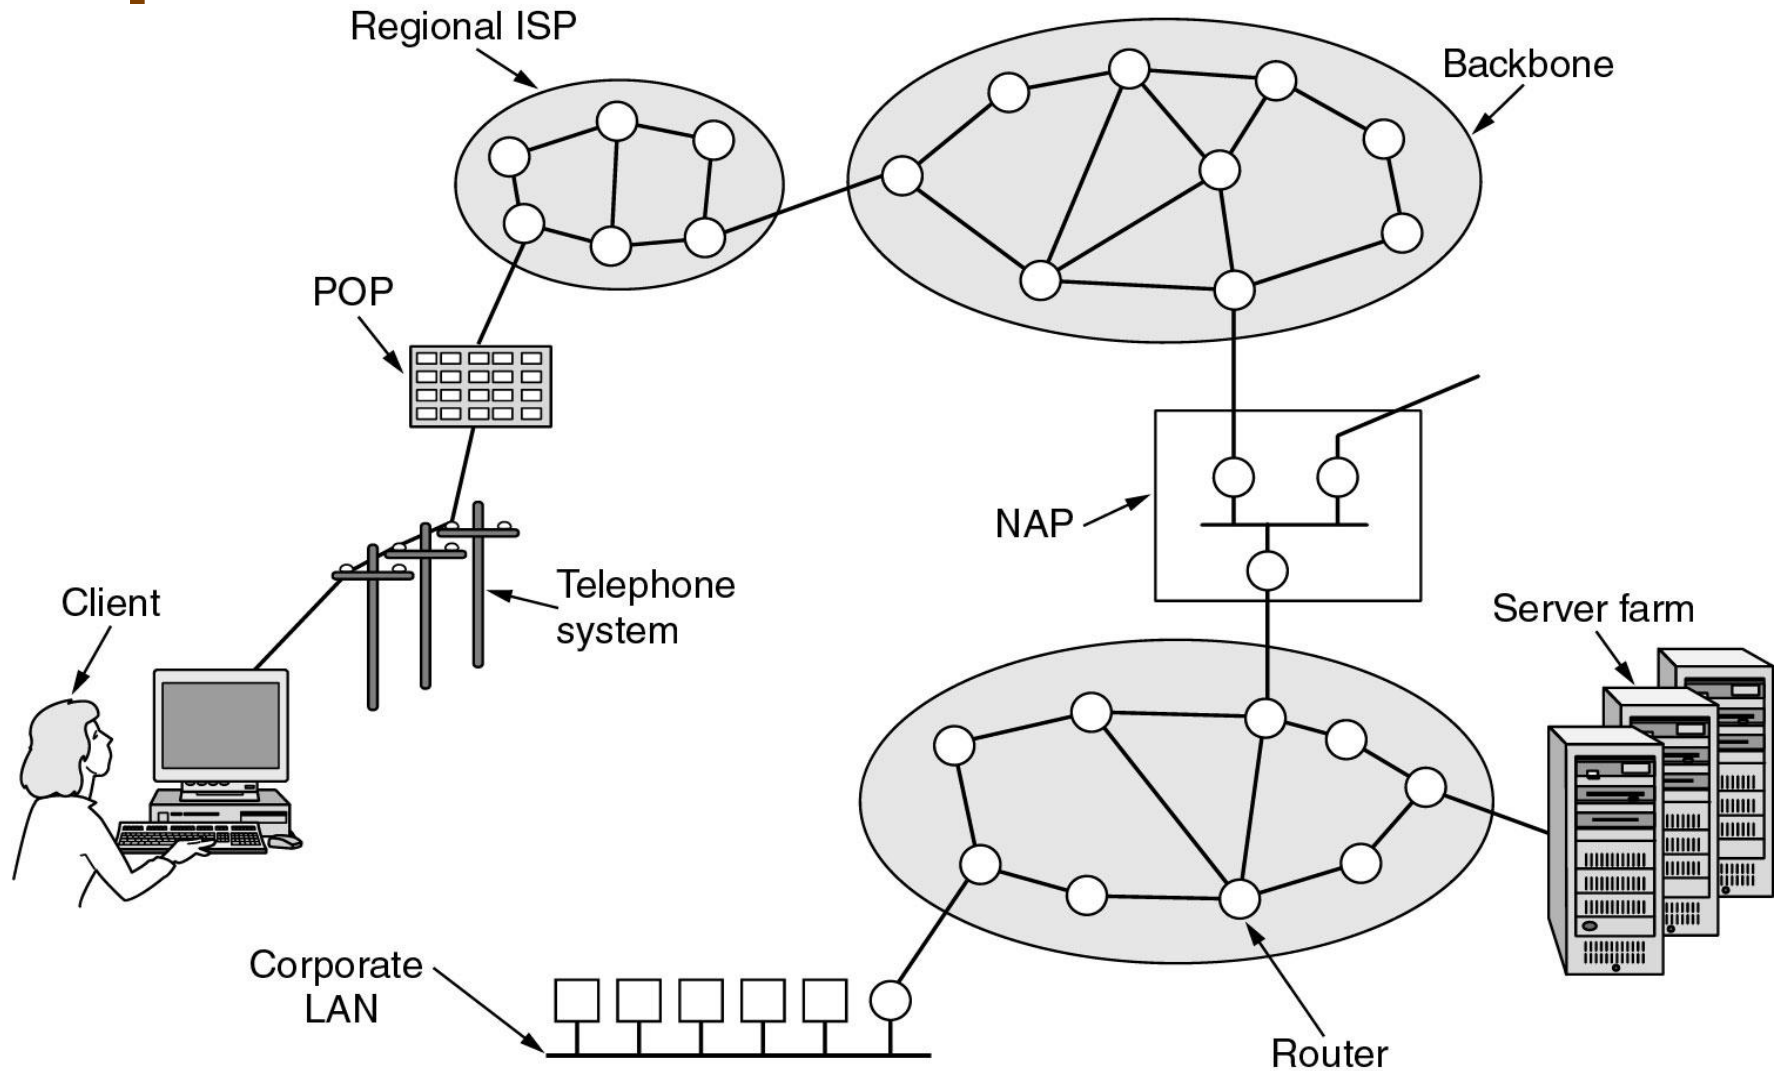 Regional ISP
Backbone
POP
NAP
Telephone
system
Client
Server farm
Corporate
LAN
Router